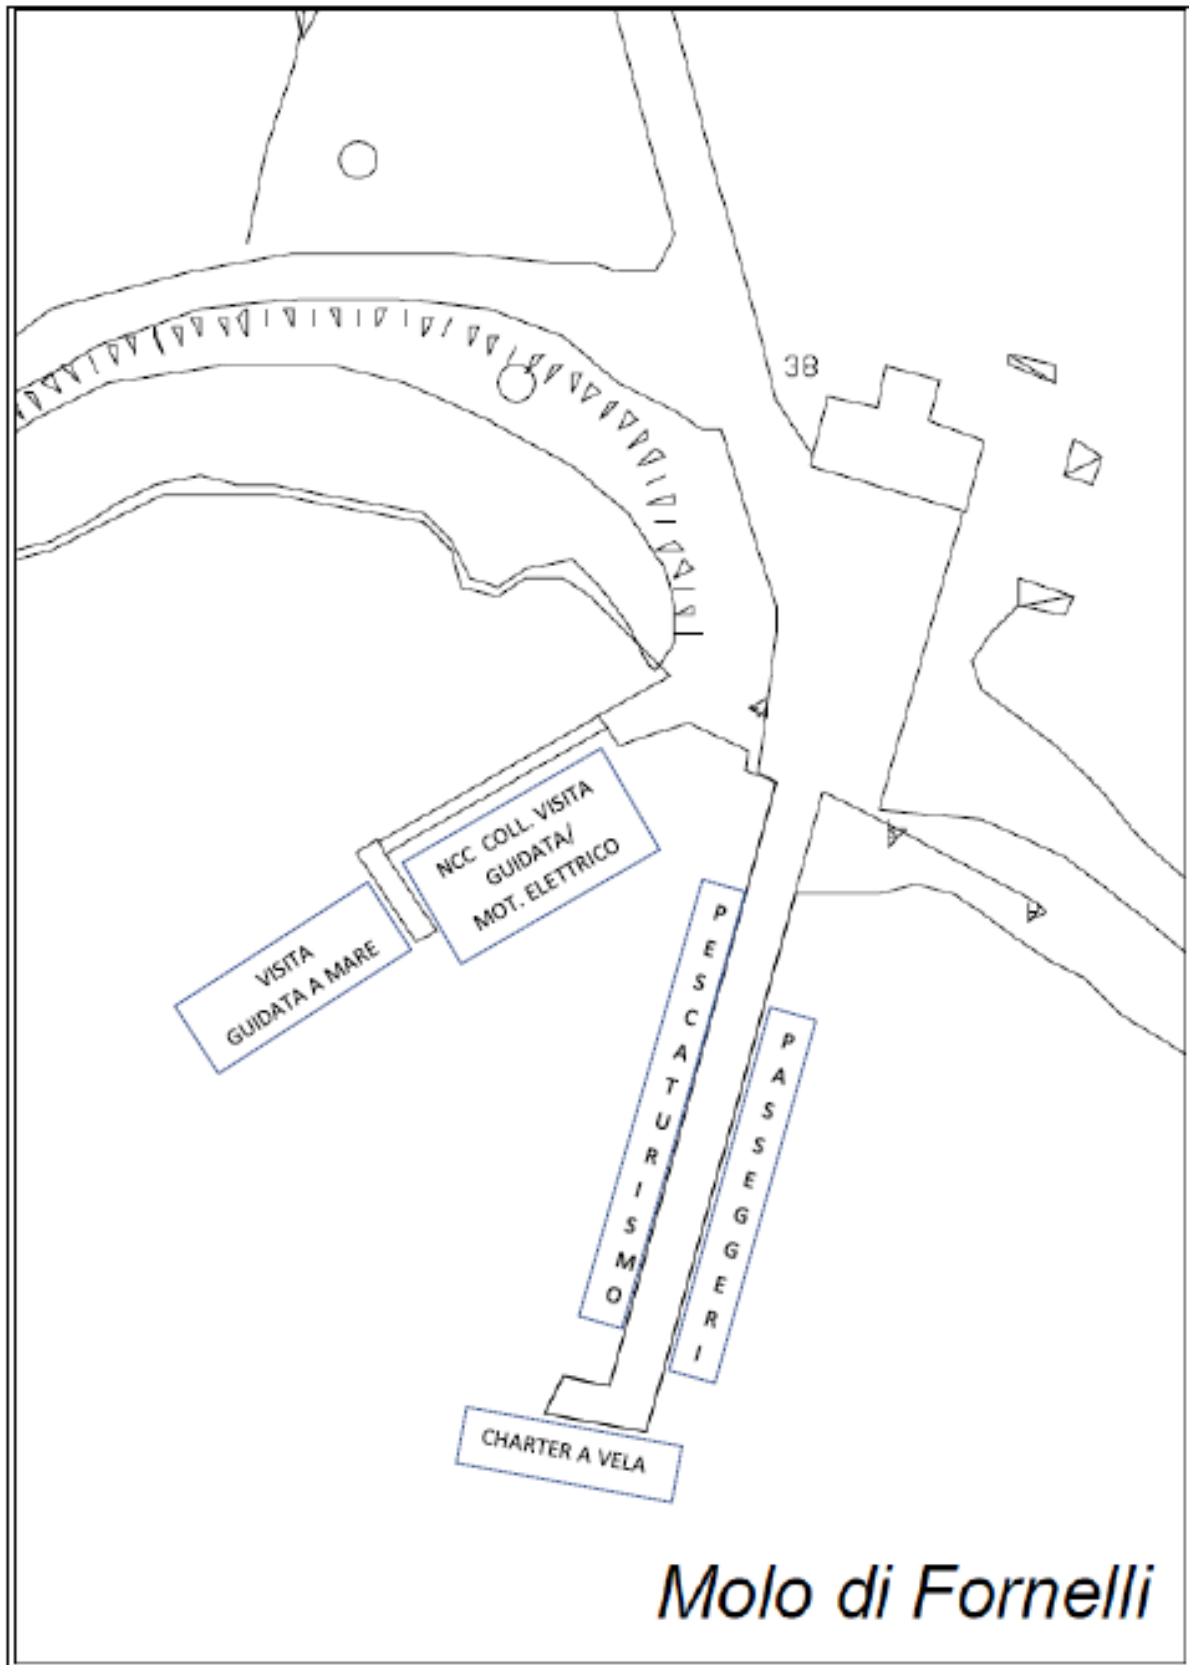 38
NCC COLL. VISITA
GUIDATA/
MOT. ELETTRICO
VISITA
GUIDATA A MARE
PESCATURISMO
PASSEGGERI
CHARTER A VELA
Molo di Fornelli